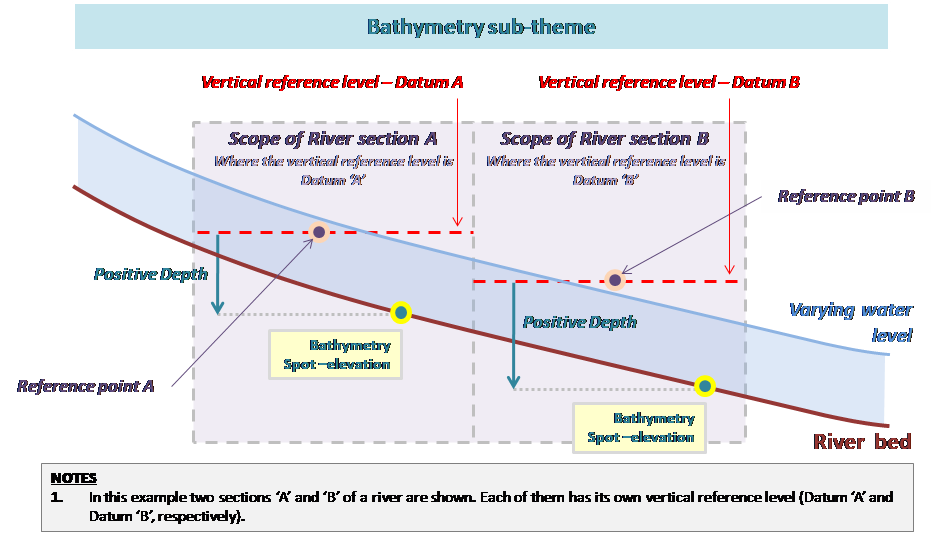 Bathymetry sub-theme
Vertical reference level – Datum A
Vertical reference level – Datum B
Scope of River section A
Where the vertical reference level is
Datum ‘A’
Scope of River section B
Where the vertical reference level is
Datum ‘B’
Reference point B
Positive Depth
Positive Depth
Varying water
level
Bathymetry
Spot –elevation
Reference point A
Bathymetry
Spot –elevation
River bed
NOTES
1. In this example two sections ‘A’ and ‘B’ of a river are shown. Each of them has its own vertical reference level (Datum ‘A’ and
Datum ‘B’, respectively).